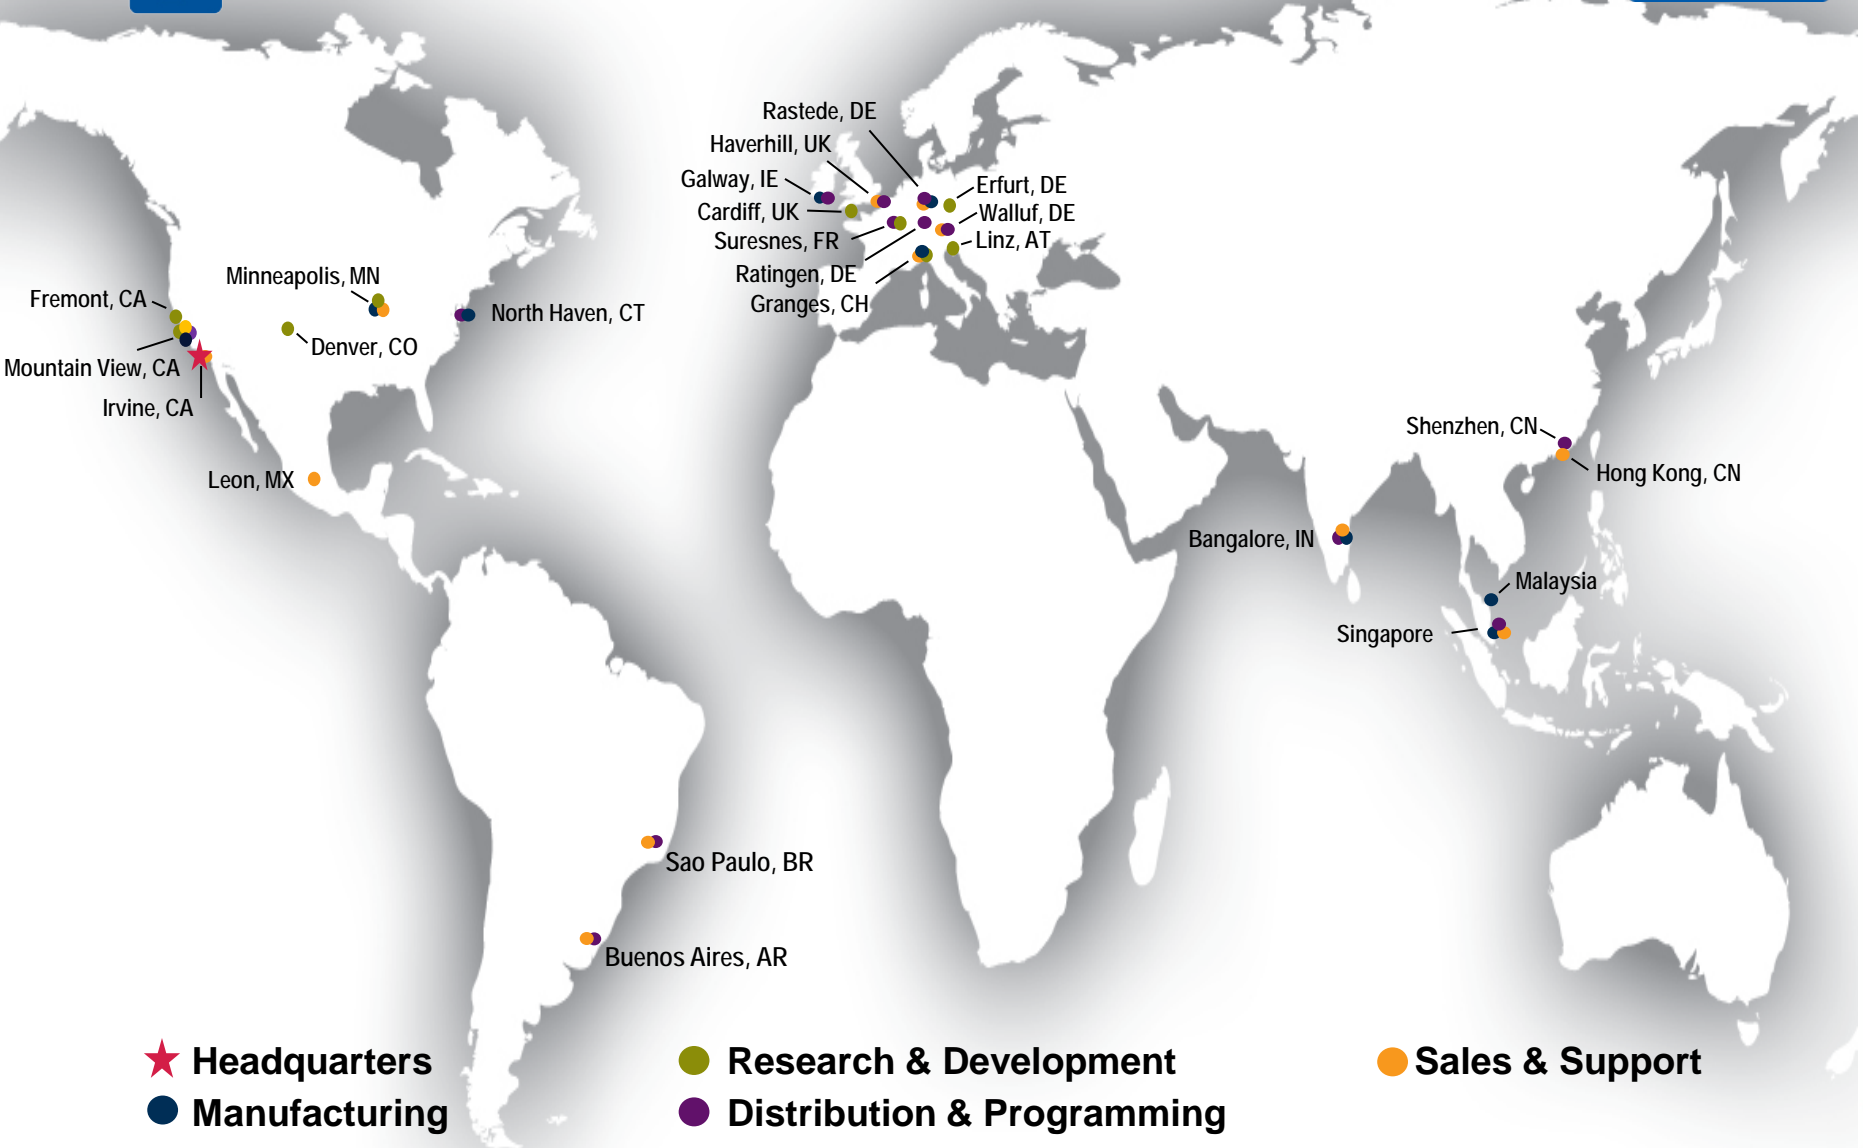 Rastede, DE
Haverhill, UK
Galway, IE
Erfurt, DE
Cardiff, UK
Walluf, DE
Suresnes, FR
Linz, AT
Ratingen, DE
Granges, CH
Minneapolis, MN
Fremont, CA
North Haven, CT
Denver, CO
Mountain View, CA
Irvine, CA
Leon, MX
Shenzhen, CN
Hong Kong, CN
Bangalore, IN
Malaysia
Singapore
Sao Paulo, BR
Buenos Aires, AR
Headquarters
Research & Development
Sales & Support
Manufacturing
Distribution & Programming